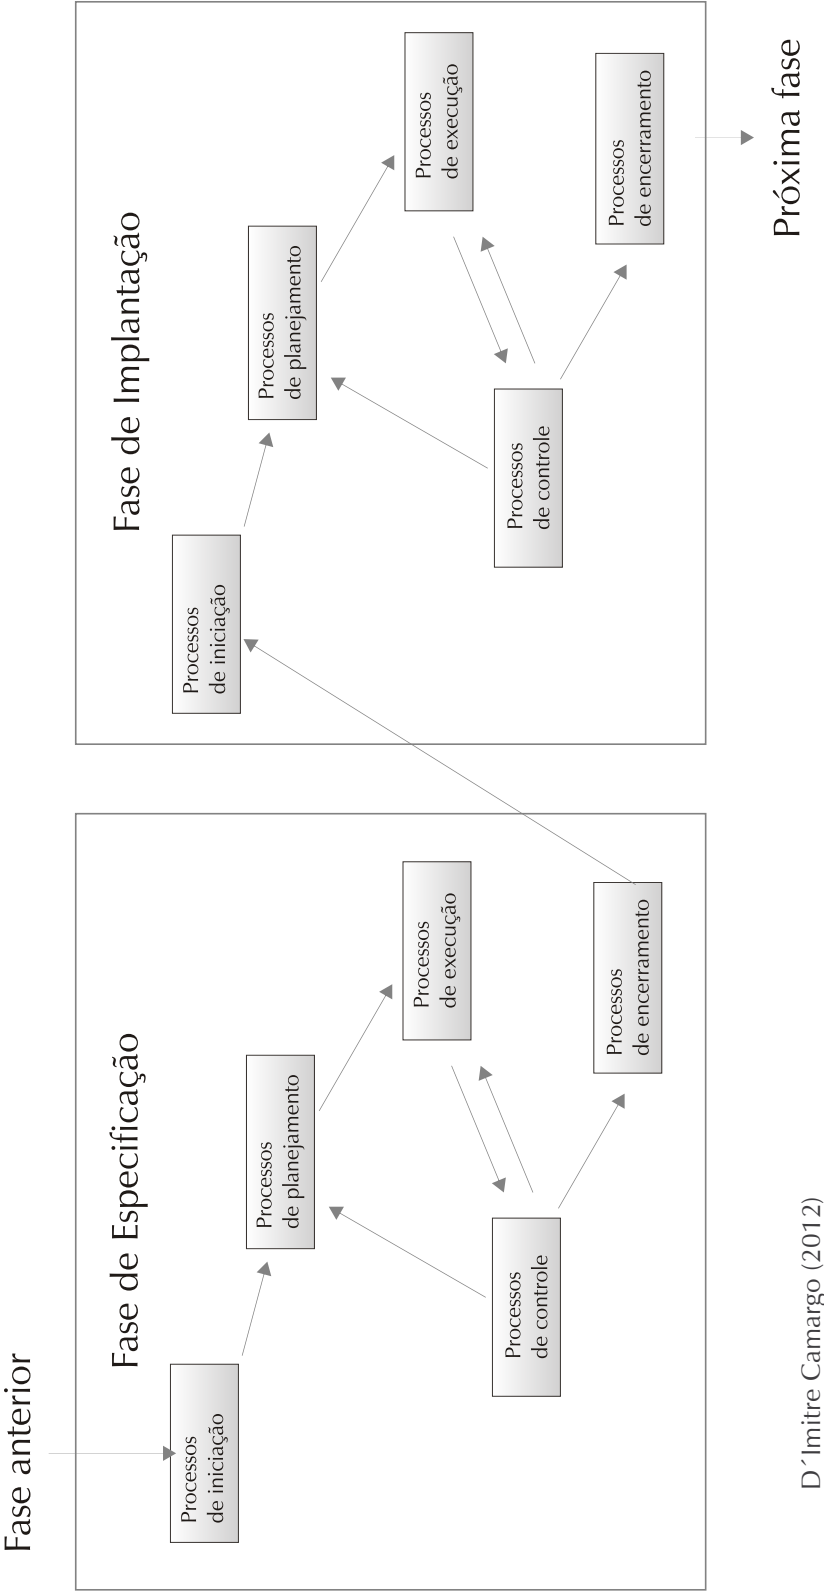 Fase anterior
Fase de Especificação
Processos
de iniciação
Processos
de planejamento
Processos
de execução
Processos
de controle
Processos
de encerramento
Fase de Implantação
Processos
de iniciação
Processos
de planejamento
Processos
de execução
Processos
de controle
Processos
de encerramento
Próxima fase
D´Imitre Camargo (2012)